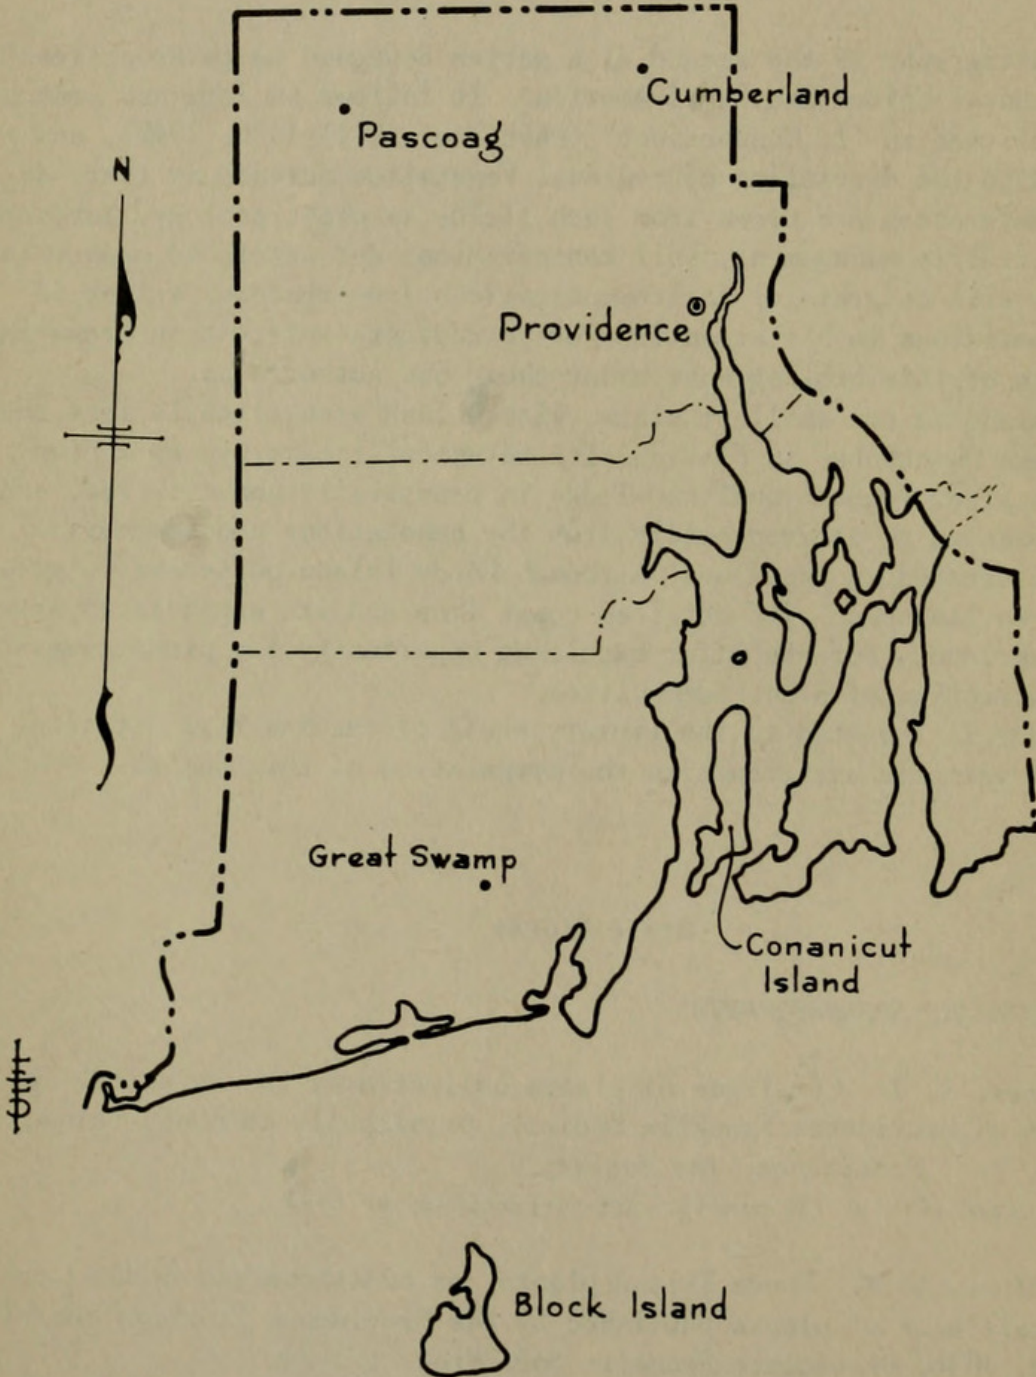 Cumberland
Pascoag
N
Providence
Great Swamp
Conanicut
Island
Block Island